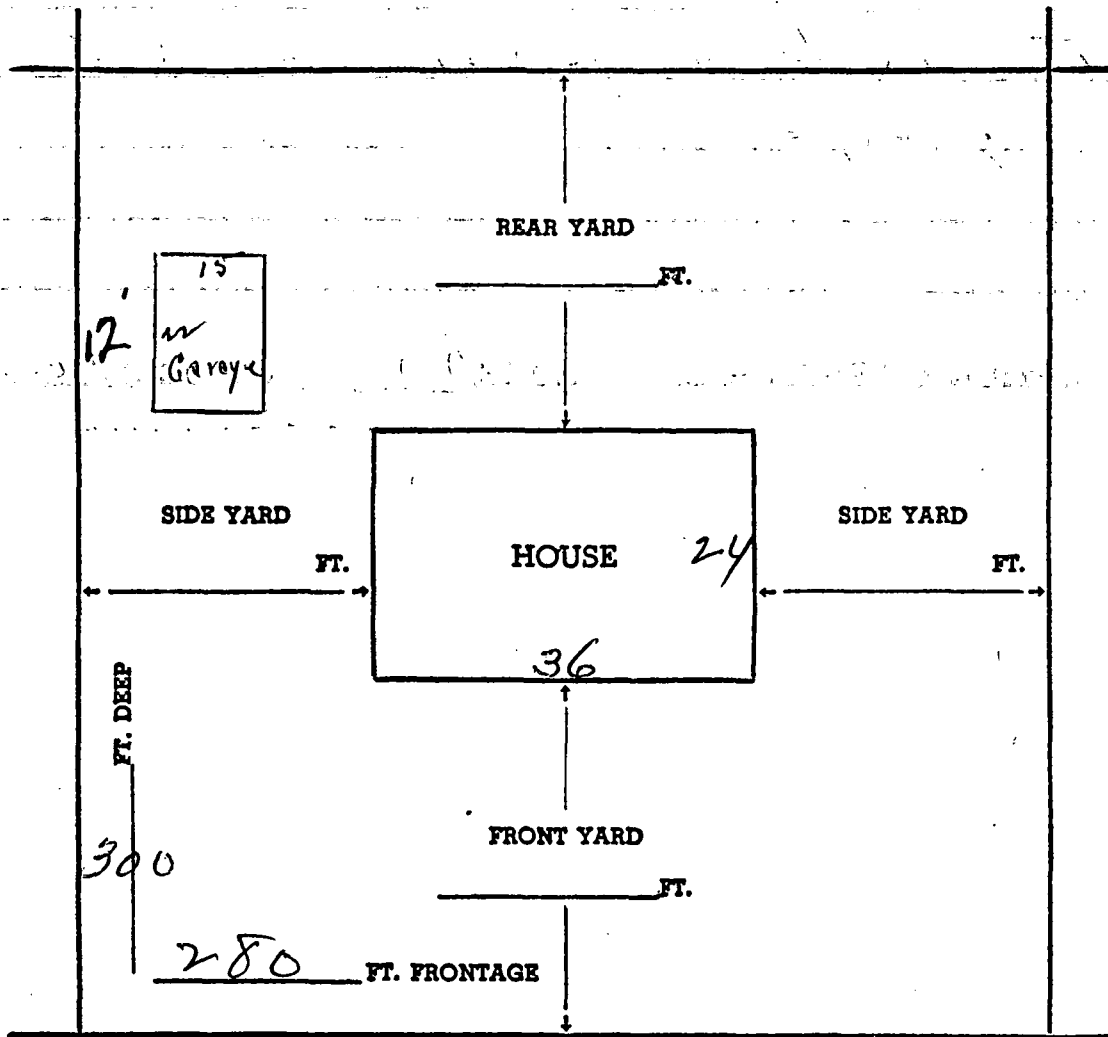 REAR YARD
FT.
15
12'
Garage
SIDE YARD
FT.
HOUSE
24
SIDE YARD
FT.
36
FT. DEEP
300
FRONT YARD
FT.
280 FT. FRONTAGE